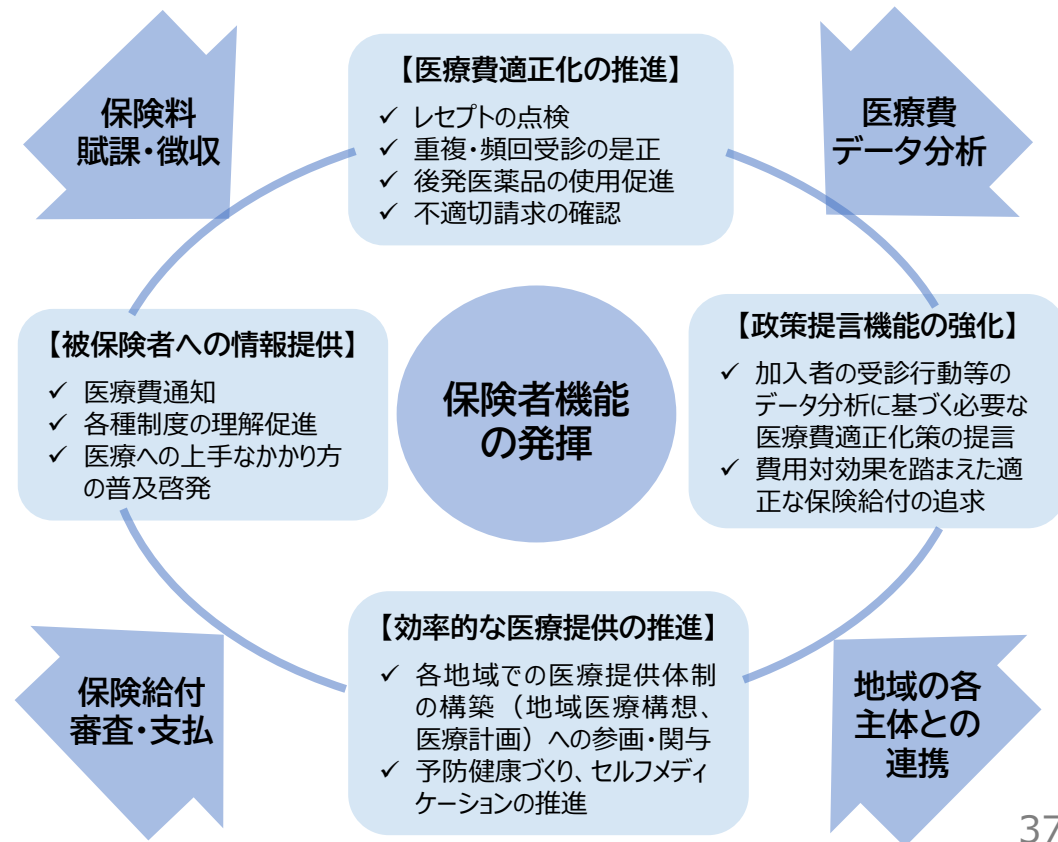 保険料
賦課・徴収
【医療費適正化の推進】
✓ レセプトの点検
✓ 重複・頻回受診の是正
✓ 後発医薬品の使用促進
✓ 不適切請求の確認
医療費
データ分析
【被保険者への情報提供】
✓ 医療費通知
✓ 各種制度の理解促進
✓ 医療への上手なかかり方
の普及啓発
保険者機能
の発揮
【政策提言機能の強化】
✓ 加入者の受診行動等の
データ分析に基づく必要な
医療費適正化策の提言
✓ 費用対効果を踏まえた適
正な保険給付の追求
保険給付
審査・支払
【効率的な医療提供の推進】
✓ 各地域での医療提供体制
の構築（地域医療構想、
医療計画）への参画・関与
✓ 予防健康づくり、セルフメディ
ケーションの推進
地域の各
主体との
連携
37